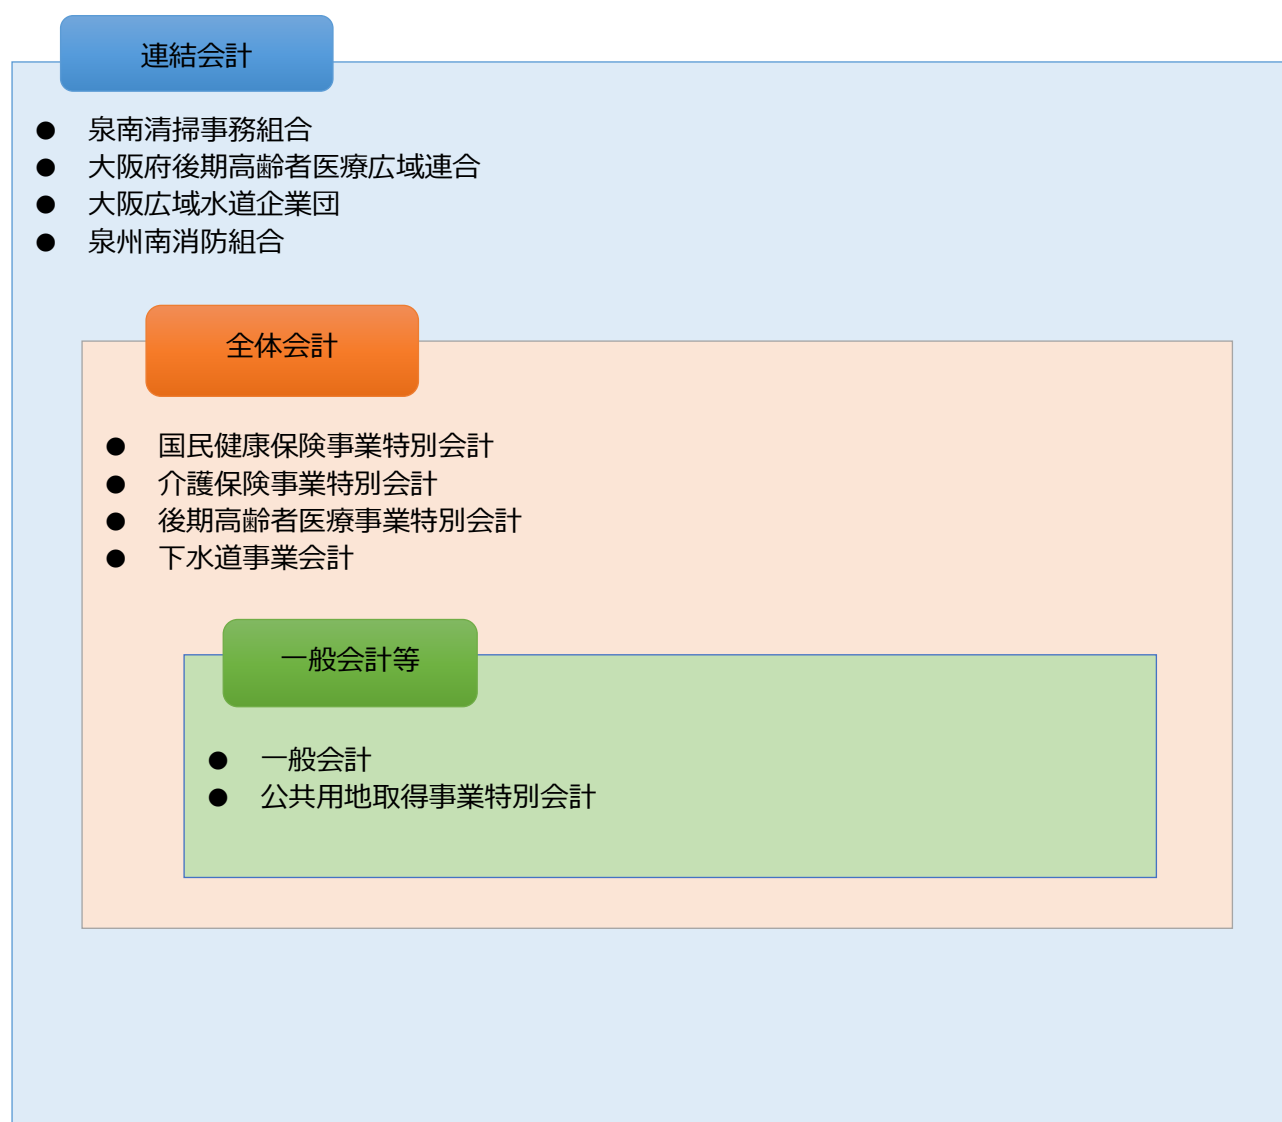 連結会計
● 泉南清掃事務組合
● 大阪府後期高齢者医療広域連合
● 大阪広域水道企業団
● 泉州南消防組合
全体会計
● 国民健康保険事業特別会計
● 介護保険事業特別会計
● 後期高齢者医療事業特別会計
● 下水道事業会計
一般会計等
● 一般会計
● 公共用地取得事業特別会計